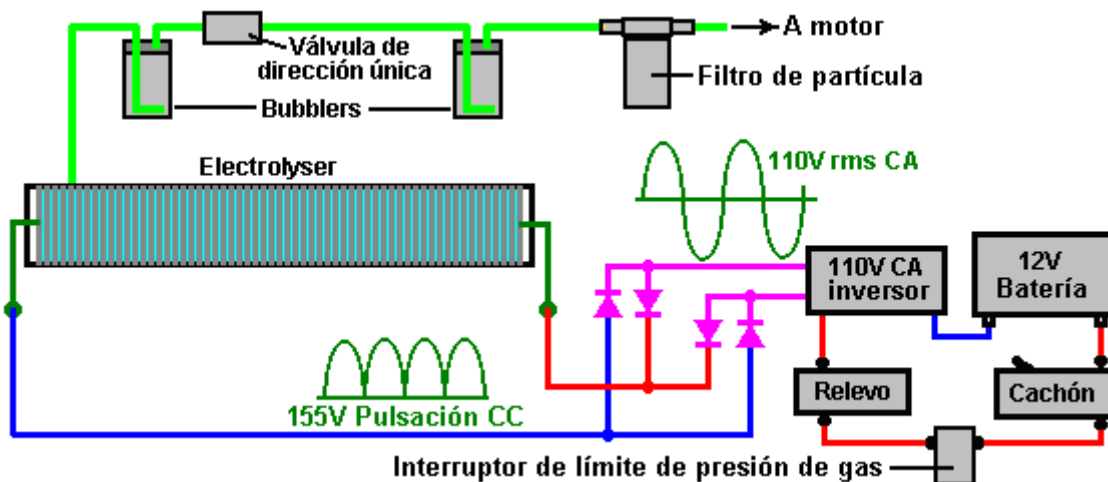 A motor
Válvula de
dirección única
Filtro de partícula
Bubblers
Electrolyser
110V rms CA
110V CA
inversor
12V
Batería
Relevo
Cachón
155V Pulsación CC
Interruptor de límite de presión de gas